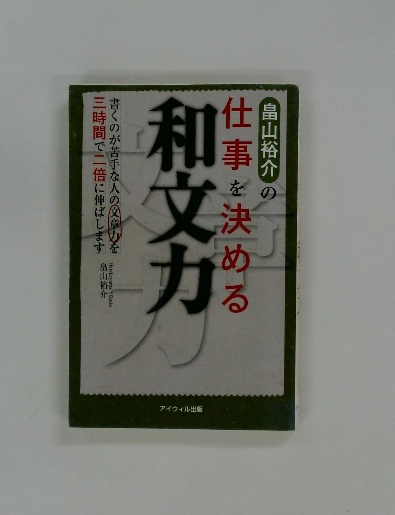 畠山裕介の
仕事を決める
和文力
書くのが苦手な人の文章力を
三時間で二倍に伸ばします
畠山裕介
アイウィル出版